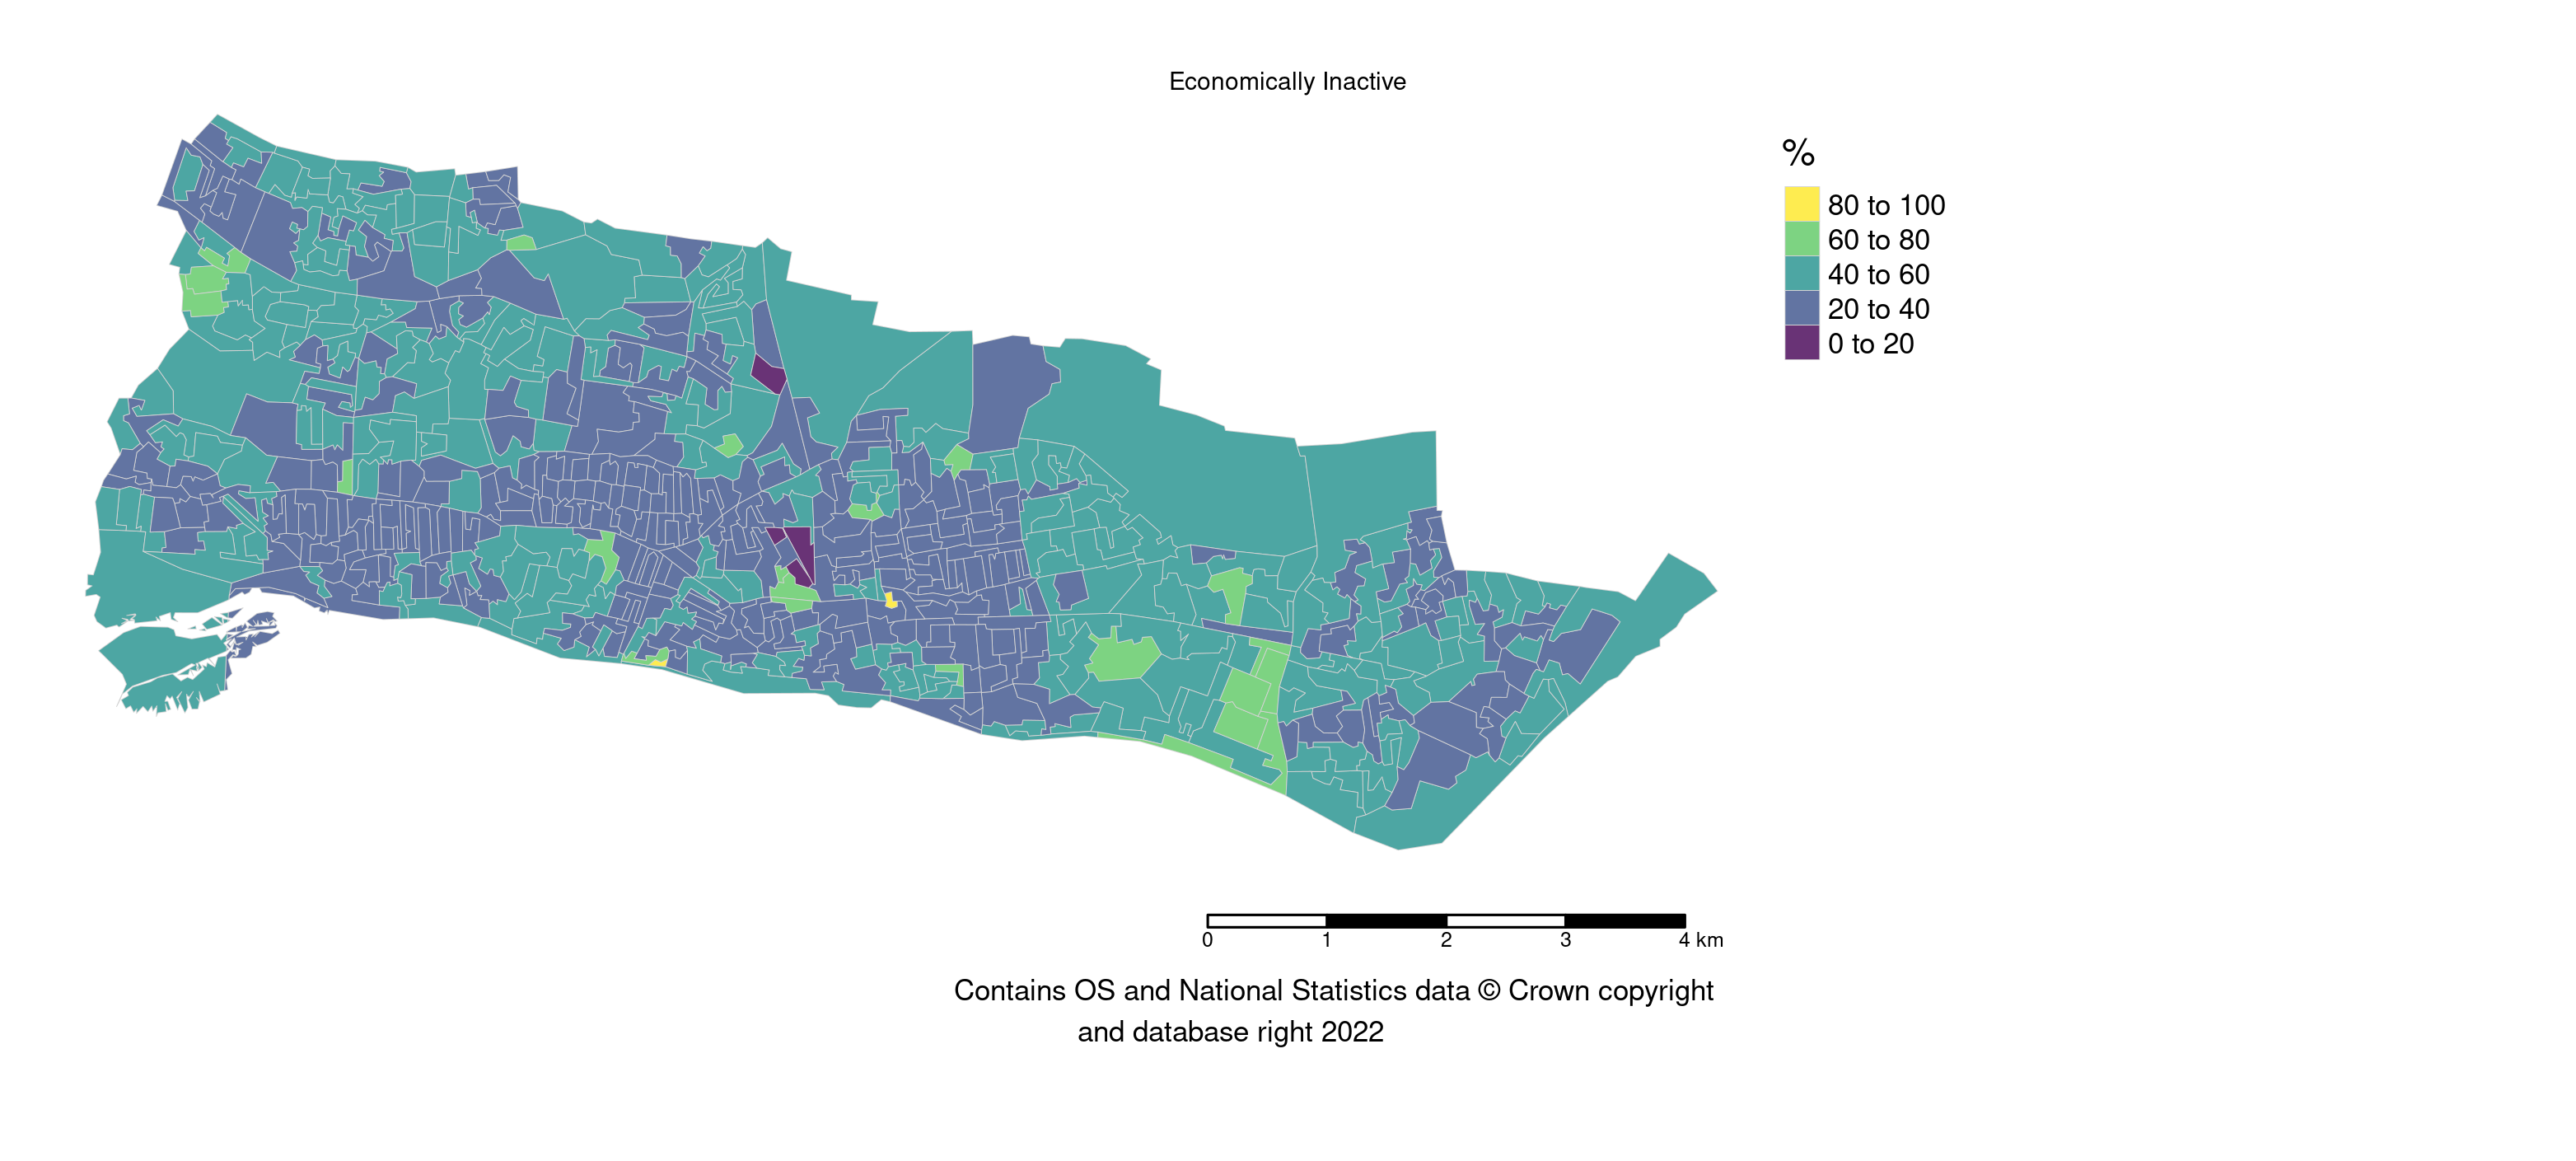 Economically Inactive
%
80 to 100
60 to 80
40 to 60
20 to 40
0 to 20
0 1 2 3 4 km
Contains OS and National Statistics data © Crown copyright
and database right 2022